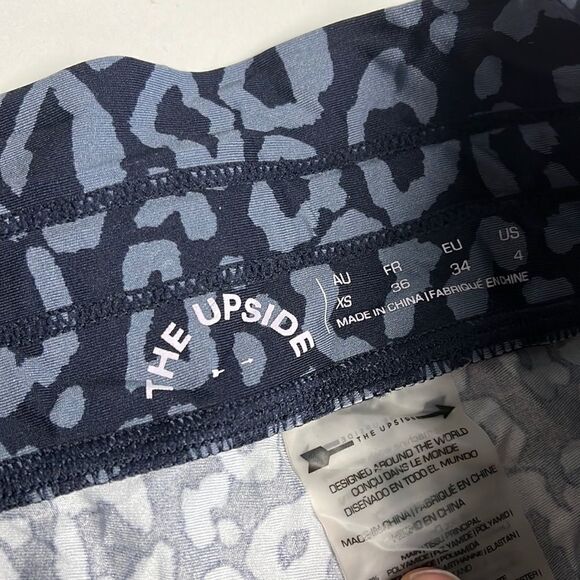 THE UPSIDE
AU FR EU US
XS 36 34 4
MADE IN CHINA | FABRIQUÉ EN CHINE
THE UPSIDE
DESIGNED AROUND THE WORLD
CONÇU DANS LE MONDE
DISEÑADO EN TODO EL MUNDO
MADE IN CHINA | FABRIQUÉ EN CHINE
FABRICADO EN CHINA
PRINCIPAL